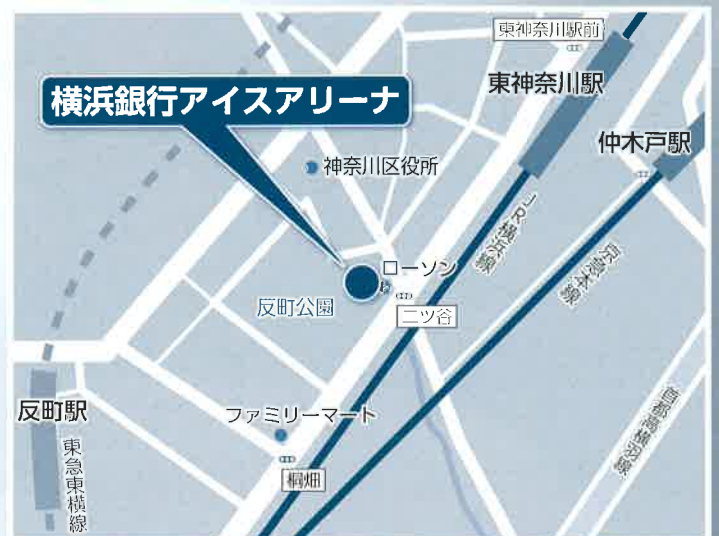 東神奈川駅前
東神奈川駅
横浜銀行アイスアリーナ
仲木戸駅
神奈川区役所
JR横浜線
京急本線
ローソン
反町公園
二ツ谷
反町駅
ファミリーマート
首都高横羽線
東急東横線
桐畑